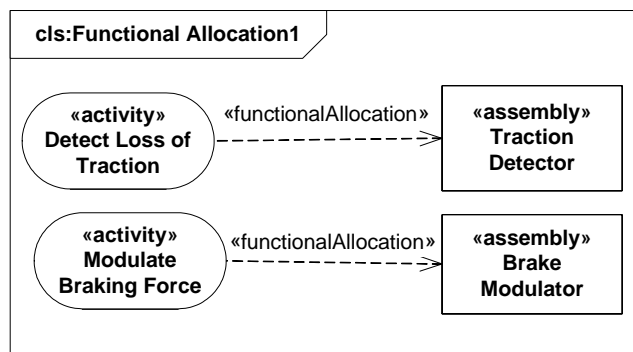 cls:Functional Allocation1
«activity»
Detect Loss of
Traction
«functionalAllocation»
«assembly»
Traction
Detector
«activity»
Modulate
Braking Force
«functionalAllocation»
«assembly»
Brake
Modulator